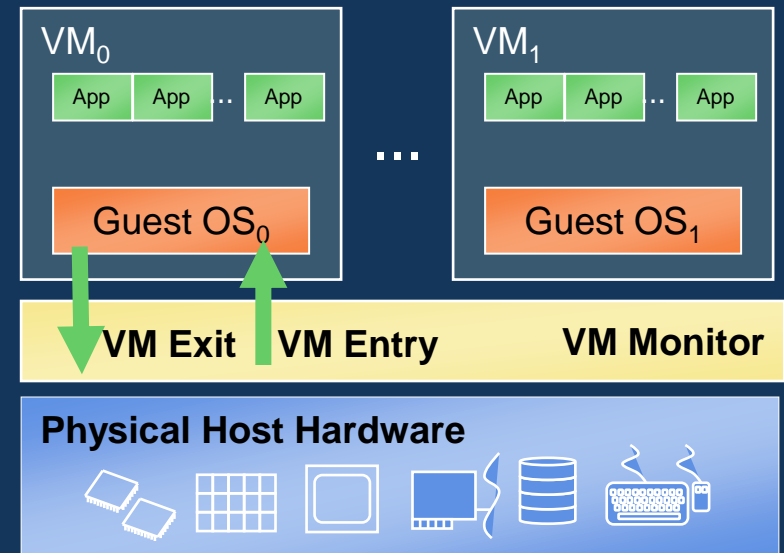 VM₀
App App ... App
Guest OS₀
...
VM₁
App App ... App
Guest OS₁
VM Exit VM Entry VM Monitor
Physical Host Hardware